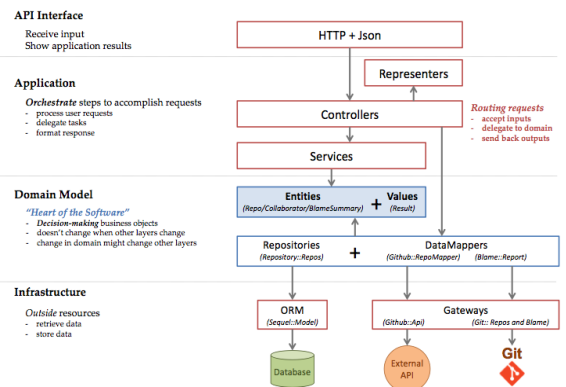 API Interface
Receive input
Show application results
HTTP + Json
Representers
Application
Orchestrate steps to accomplish requests
- process user requests
- delegate tasks
- format response
Controllers
Routing requests
- accept inputs
- delegate to domain
- send back outputs
Services
Domain Model
"Heart of the Software"
- Decision-making business objects
- doesn't change when other layers change
- change in domain might change other layers
Entities + Values
(Repo/Collaborator/BlameSummary) (Result)
Repositories + DataMappers
(Repository::Repos) (Github::RepoMapper) (Blame::Report)
Infrastructure
Outside resources
- retrieve data
- store data
ORM
(Sequel::Model)
Gateways
(Github::Api) (Git:: Repos and Blame)
Database
External
API
Git